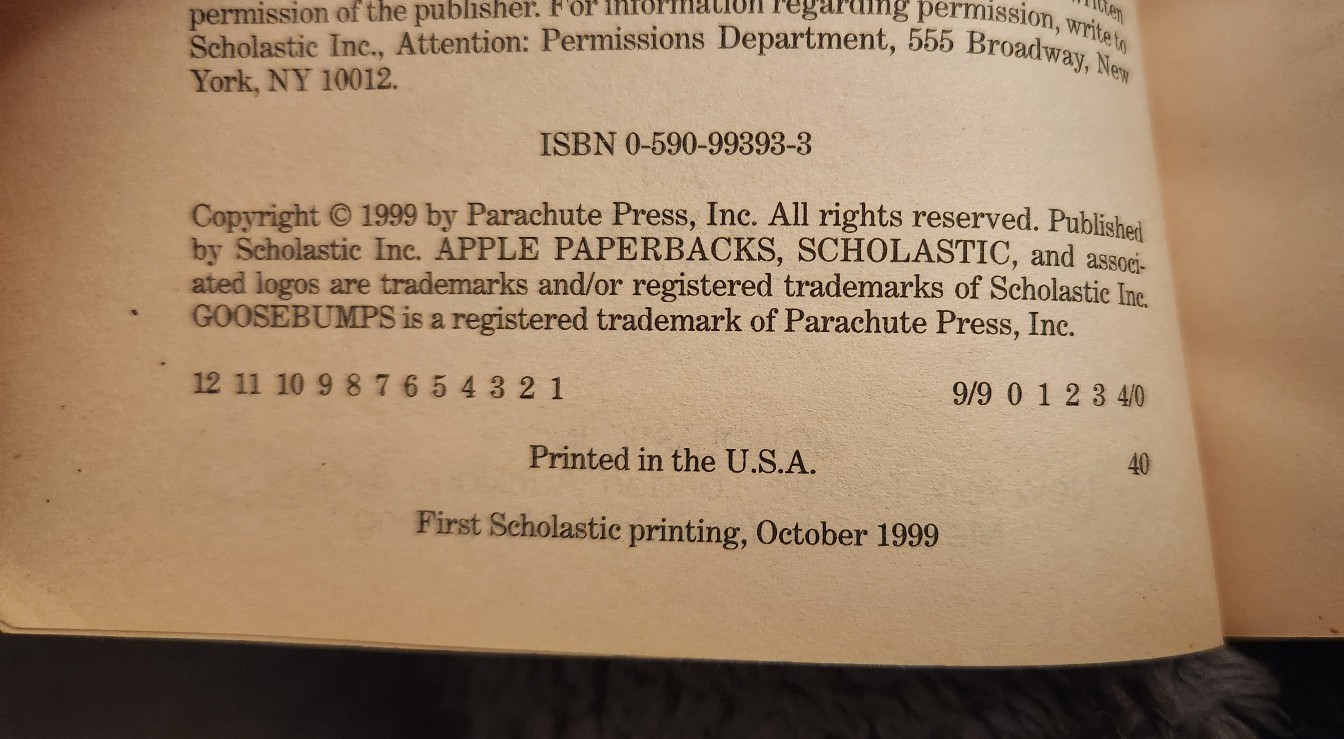 permission of the publisher. For information regarding permission, write to
Scholastic Inc., Attention: Permissions Department, 555 Broadway, New
York, NY 10012.
ISBN 0-590-99393-3
Copyright © 1999 by Parachute Press, Inc. All rights reserved. Published
by Scholastic Inc. APPLE PAPERBACKS, SCHOLASTIC, and associ-
ated logos are trademarks and/or registered trademarks of Scholastic Inc.
GOOSEBUMPS is a registered trademark of Parachute Press, Inc.
12 11 10 9 8 7 6 5 4 3 2 1 9/9 0 1 2 3 4/0
Printed in the U.S.A. 40
First Scholastic printing, October 1999